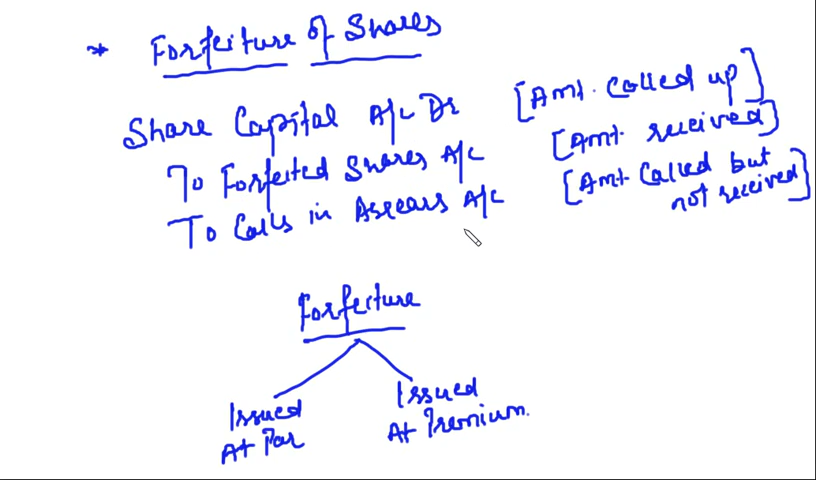 * Forfeiture of Shares
Share Capital A/c Dr [Amt. Called up]
To Forfeited Shares A/c [Amt. received]
To Calls in Arrears A/c [Amt. Called but not received]
Forfecture
Issued At Par
Issued At Premium.